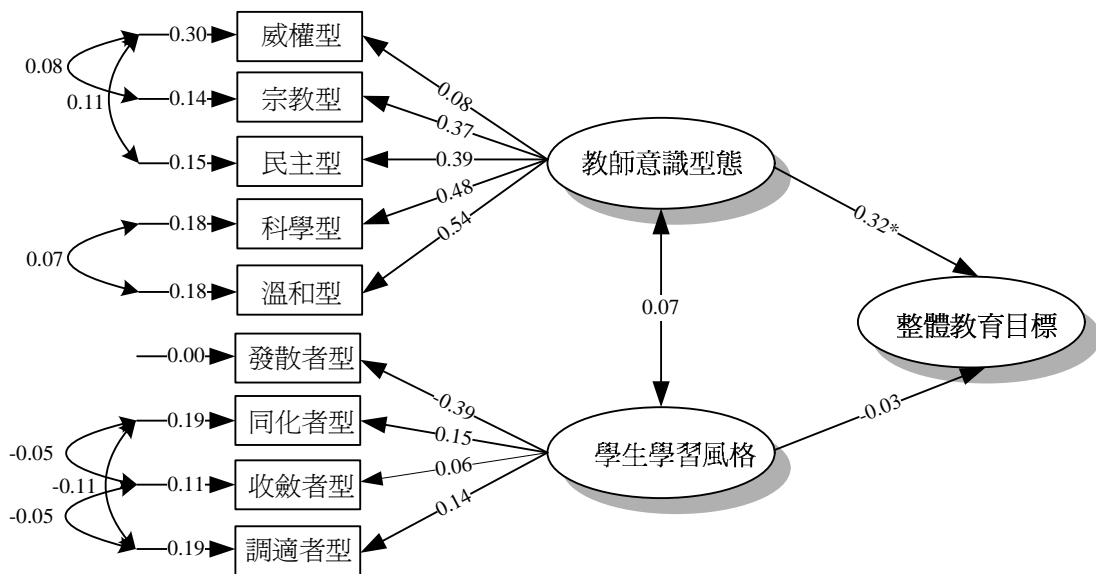 0.08
0.11
0.30
威權型
0.14
宗教型
0.15
民主型
0.07
0.18
科學型
0.18
溫和型
0.08
0.37
0.39
0.48
0.54
教師意識型態
0.32*
0.07
整體教育目標
0.00
發散者型
-0.05
-0.11
-0.05
0.19
同化者型
0.11
收斂者型
0.19
調適者型
-0.39
0.15
0.06
0.14
學生學習風格
-0.03